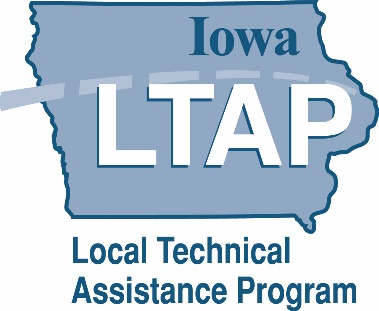 Iowa
LTAP
Local Technical
Assistance Program